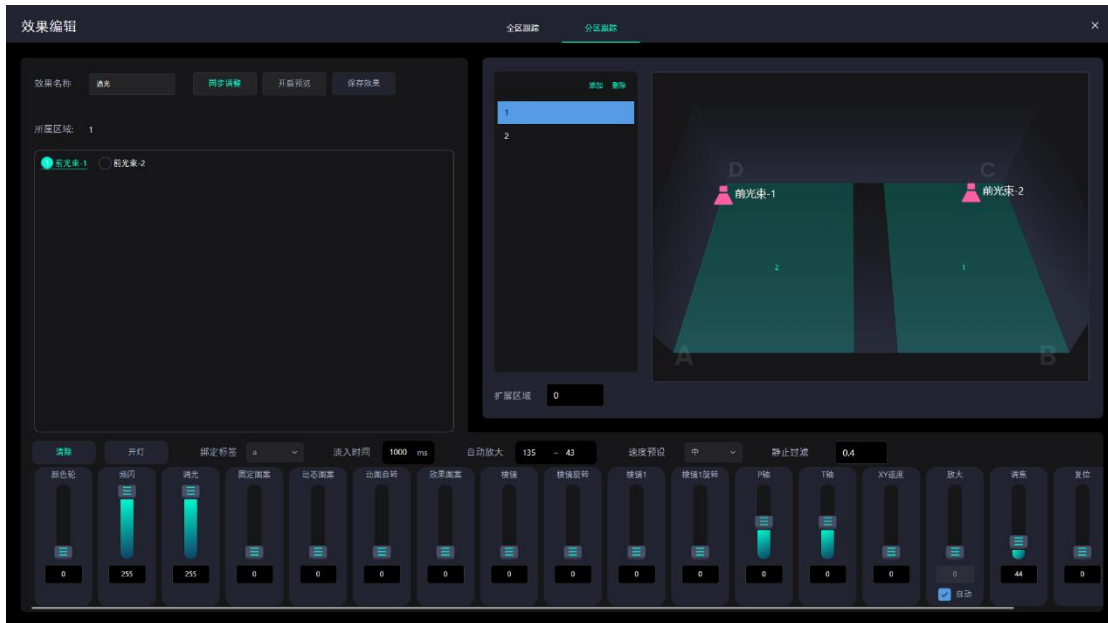 效果编辑 全区跟踪 分区跟踪 ×
效果名称 追光 同步调整 开启预览 保存效果
所属区域: 1
1 前光束-1 前光束-2
添加 删除
1
2
D C
前光束-1 前光束-2
2 1
A B
扩展区域 0
清除 开灯 绑定标签 a 淡入时间 1000 ms 自动放大 135 ~ 43 速度预设 中 静止过滤 0.4
颜色轮 频闪 调光 固定图案 动态图案 动图自转 效果图案 棱镜 棱镜旋转 棱镜1 棱镜1旋转 P轴 T轴 XY速度 放大 调焦 复位
0 255 255 0 0 0 0 0 0 0 0 0 0 0 0 44 0
自动